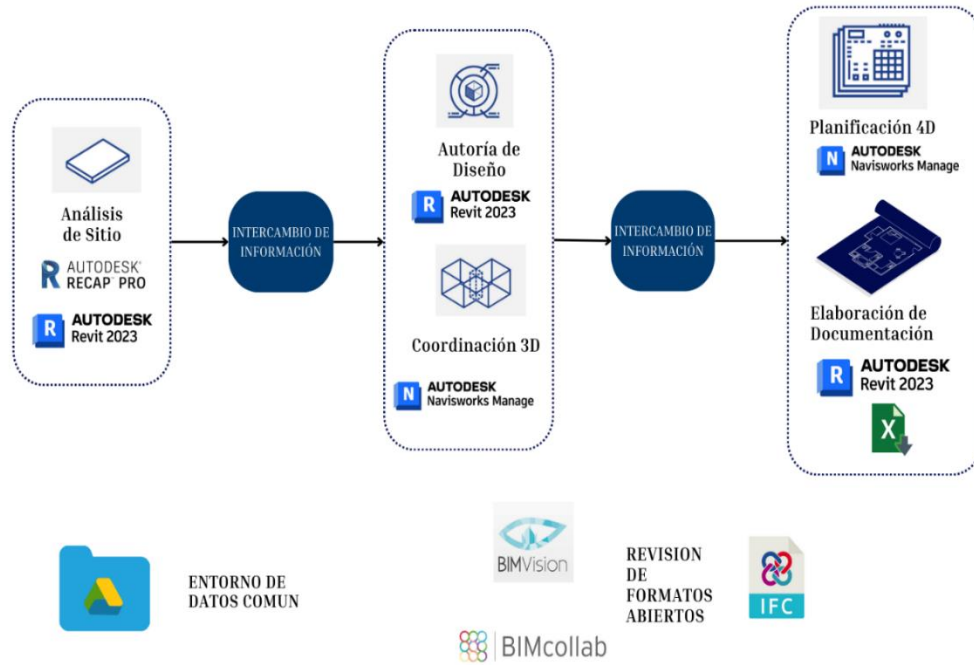 Análisis
de Sitio
R AUTODESK®
RECAP™ PRO
R AUTODESK
Revit 2023
INTERCAMBIO DE
INFORMACIÓN
Autoría de
Diseño
R AUTODESK
Revit 2023
Coordinación 3D
N AUTODESK
Navisworks Manage
INTERCAMBIO DE
INFORMACIÓN
Planificación 4D
N AUTODESK
Navisworks Manage
Elaboración de
Documentación
R AUTODESK
Revit 2023
X
ENTORNO DE
DATOS COMUN
BIMVision
BIMcollab
REVISION
DE
FORMATOS
ABIERTOS
IFC